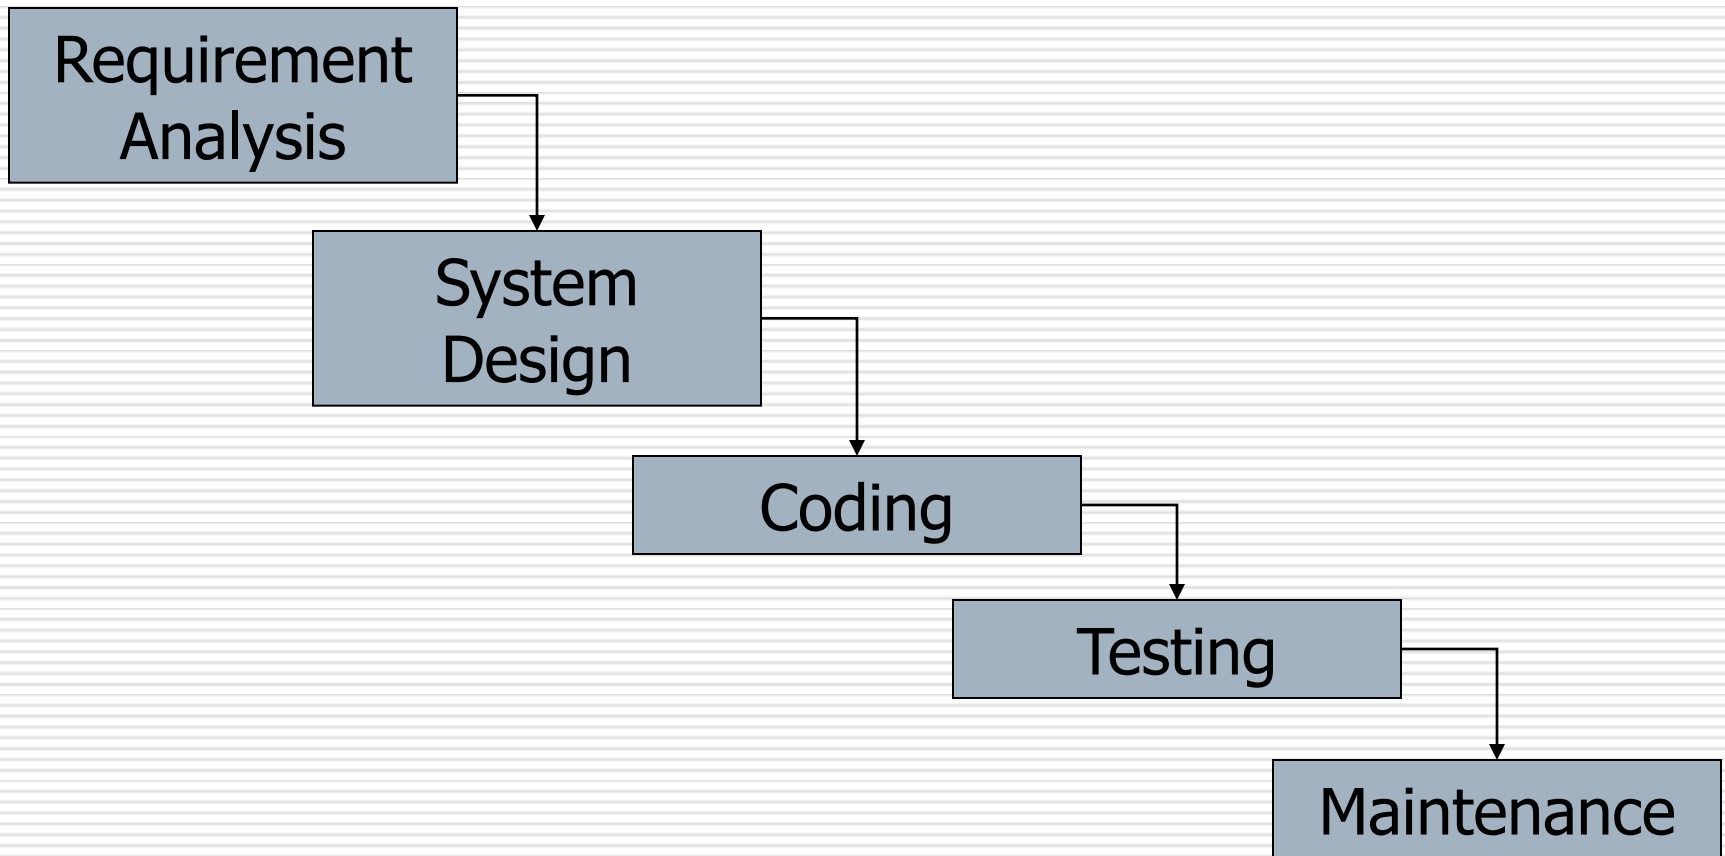 Requirement
Analysis
System
Design
Coding
Testing
Maintenance